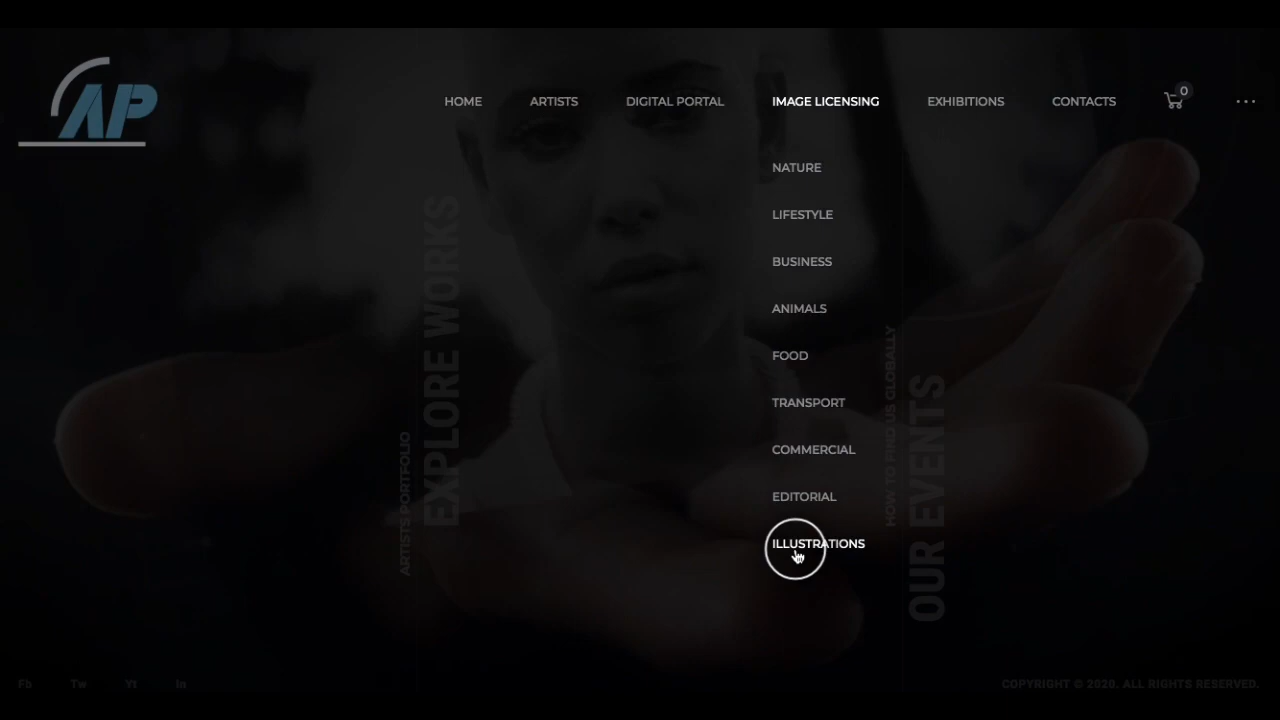 AP
HOME
ARTISTS
DIGITAL PORTAL
IMAGE LICENSING
EXHIBITIONS
CONTACTS
0
NATURE
LIFESTYLE
BUSINESS
ANIMALS
FOOD
TRANSPORT
COMMERCIAL
EDITORIAL
ILLUSTRATIONS
ARTISTS PORTFOLIO
EXPLORE WORKS
HOW TO FIND US GLOBALLY
OUR EVENTS
Fb
Tw
Yt
In
COPYRIGHT © 2020. ALL RIGHTS RESERVED.